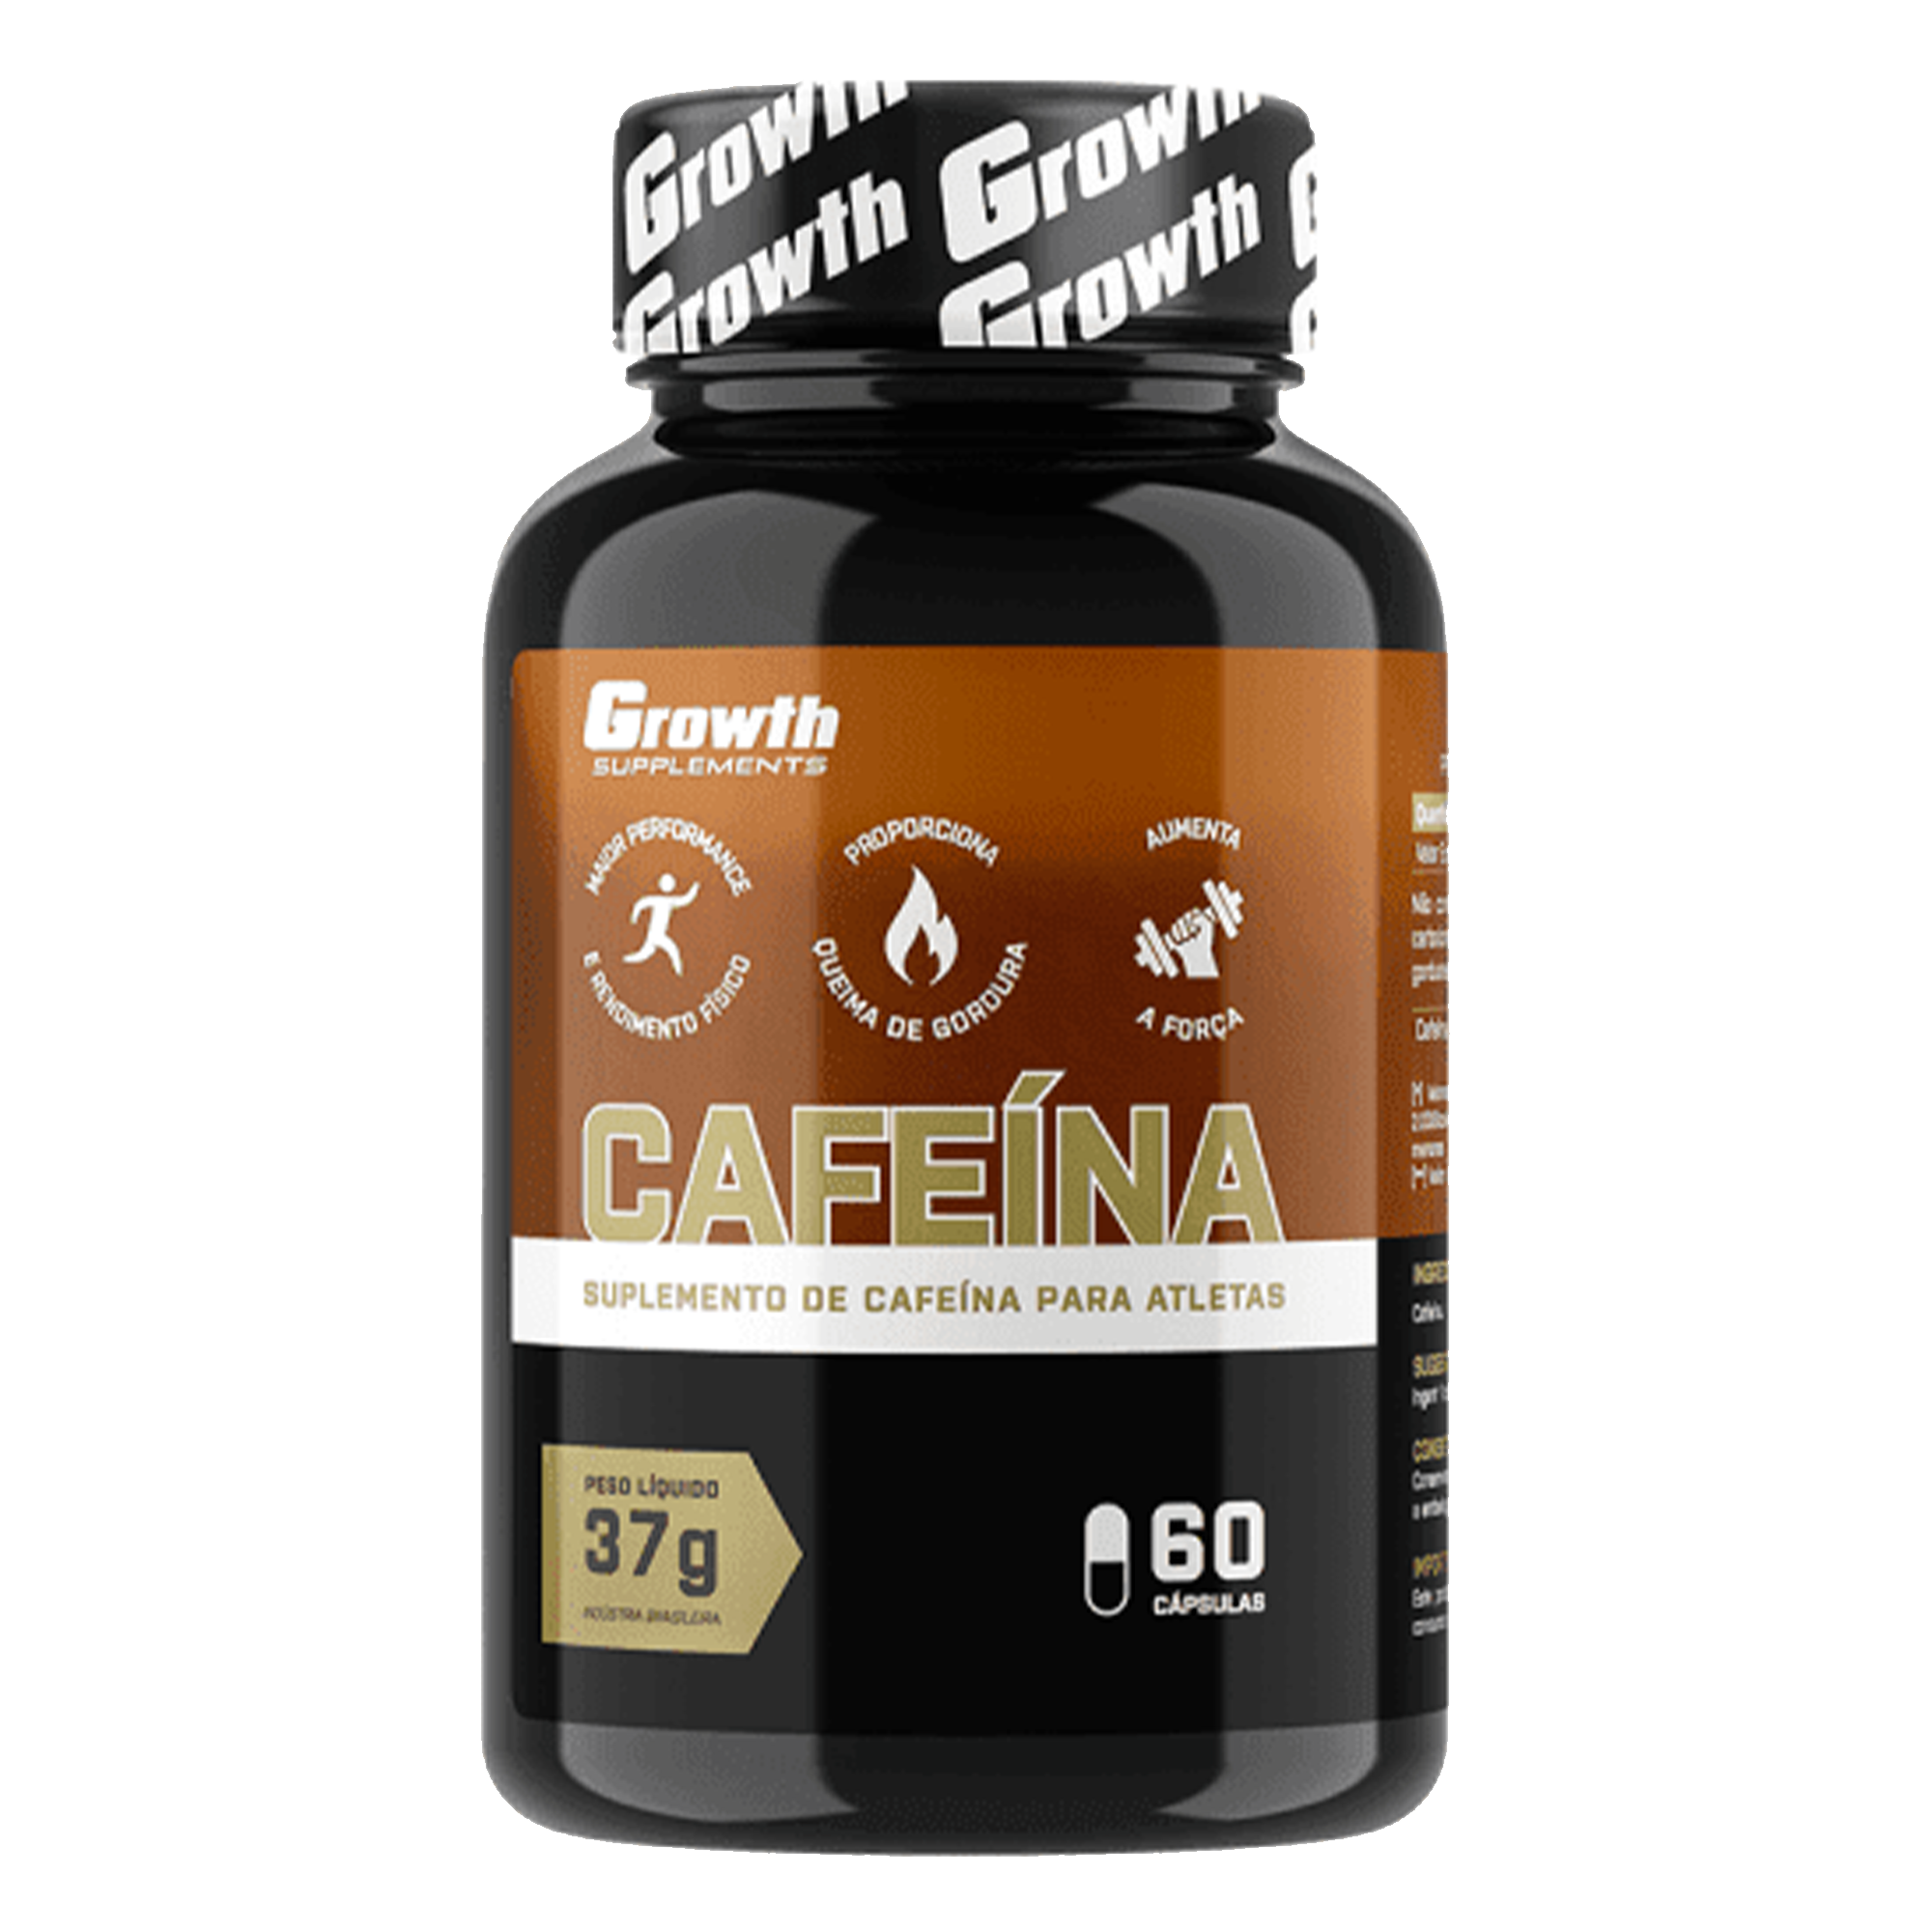 Growth
Growth
Growth
Growth
Growth
SUPPLEMENTS
MAIOR PERFORMANCE
E RENDIMENTO FÍSICO
PROPORCIONA
QUEIMA DE GORDURA
AUMENTA
A FORÇA
CAFEÍNA
SUPLEMENTO DE CAFEÍNA PARA ATLETAS
PESO LÍQUIDO
37g
INDÚSTRIA BRASILEIRA
60
CÁPSULAS